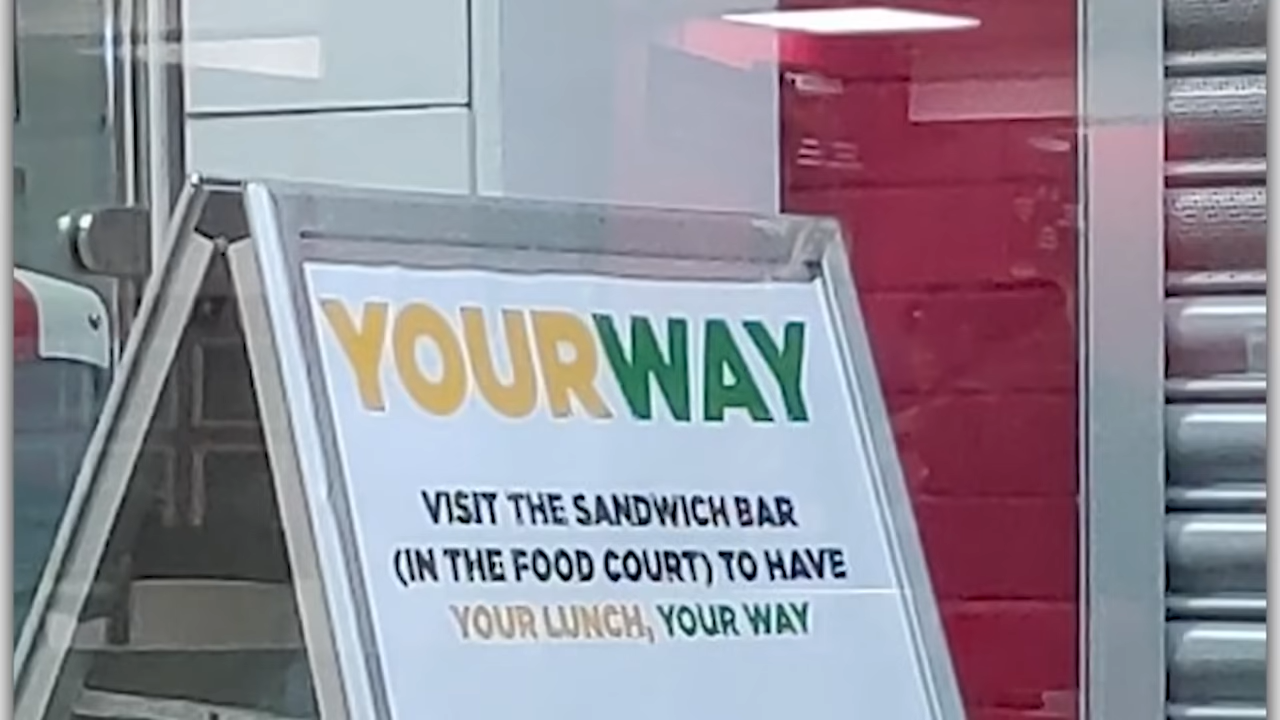 YOURWAY
VISIT THE SANDWICH BAR
(IN THE FOOD COURT) TO HAVE
YOUR LUNCH, YOUR WAY